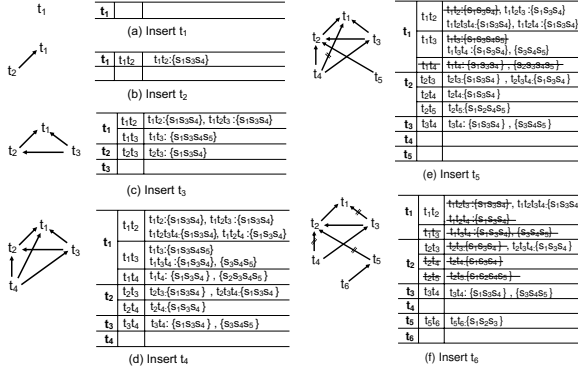 t₁
t₁
(a) Insert t₁
t₂
t₁
t₁ t₁t₂ t₁t₂:{s₁s₃s₄}
(b) Insert t₂
t₁
t₂ t₃
t₁ t₁t₂ t₁t₂:{s₁s₃s₄}, t₁t₂t₃ :{s₁s₃s₄}
t₁t₃ t₁t₃: {s₁s₃s₄s₅}
t₂ t₂t₃ t₂t₃: {s₁s₃s₄}
t₃
(c) Insert t₃
t₁
t₂ t₃
t₄
t₁ t₁t₂ t₁t₂:{s₁s₃s₄}, t₁t₂t₃ :{s₁s₃s₄}
t₁t₂t₃t₄:{s₁s₃s₄}, t₁t₂t₄ :{s₁s₃s₄}
t₁t₃ t₁t₃:{s₁s₃s₄s₅}
t₁t₃t₄ :{s₁s₃s₄}, {s₃s₄s₅}
t₁t₄ t₁t₄: {s₁s₃s₄} , {s₂s₃s₄s₅}
t₂ t₂t₃ t₂t₃:{s₁s₃s₄} , t₂t₃t₄:{s₁s₃s₄}
t₂t₄ t₂t₄:{s₁s₃s₄}
t₃ t₃t₄ t₃t₄: {s₁s₃s₄} , {s₃s₄s₅}
t₄
(d) Insert t₄
t₁
t₂ t₃
t₄ t₅
t₁ t₁t₂ t₁t₂:{s₁s₃s₄}, t₁t₂t₃ :{s₁s₃s₄}
t₁t₂t₃t₄:{s₁s₃s₄}, t₁t₂t₄ :{s₁s₃s₄}
t₁t₃ t₁t₃:{s₁s₃s₄s₅}
t₁t₃t₄ :{s₁s₃s₄}, {s₃s₄s₅}
t₁t₄ t₁t₄: {s₁s₃s₄} , {s₂s₃s₄s₅}
t₂ t₂t₃ t₂t₃:{s₁s₃s₄} , t₂t₃t₄:{s₁s₃s₄}
t₂t₄ t₂t₄:{s₁s₃s₄}
t₂t₅ t₂t₅:{s₁s₂s₄s₅}
t₃ t₃t₄ t₃t₄: {s₁s₃s₄} , {s₃s₄s₅}
t₄
t₅
(e) Insert t₅
t₁
t₂ t₃
t₄ t₅
t₆
t₁ t₁t₂ t₁t₂t₃:{s₁s₃s₄}, t₁t₂t₃t₄:{s₁s₃s₄}
t₁t₂t₄:{s₁s₃s₄}
t₁t₃ t₁t₃t₄:{s₁s₃s₄}, {s₃s₄s₅}
t₂ t₂t₃ t₂t₃:{s₁s₃s₄} , t₂t₃t₄:{s₁s₃s₄}
t₂t₄ t₂t₄:{s₁s₃s₄}
t₂t₅ t₂t₅:{s₁s₂s₄s₅}
t₃ t₃t₄ t₃t₄: {s₁s₃s₄} , {s₃s₄s₅}
t₄
t₅ t₅t₆ t₅t₆:{s₁s₂s₃}
t₆
(f) Insert t₆